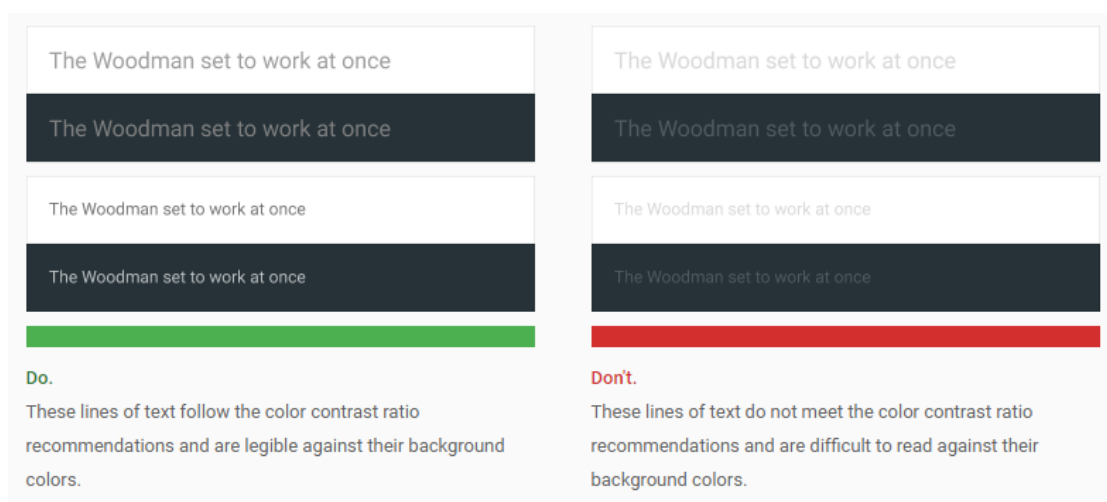 The Woodman set to work at once
The Woodman set to work at once
The Woodman set to work at once
The Woodman set to work at once
Do.
These lines of text follow the color contrast ratio
recommendations and are legible against their background
colors.
The Woodman set to work at once
The Woodman set to work at once
The Woodman set to work at once
The Woodman set to work at once
Don't.
These lines of text do not meet the color contrast ratio
recommendations and are difficult to read against their
background colors.